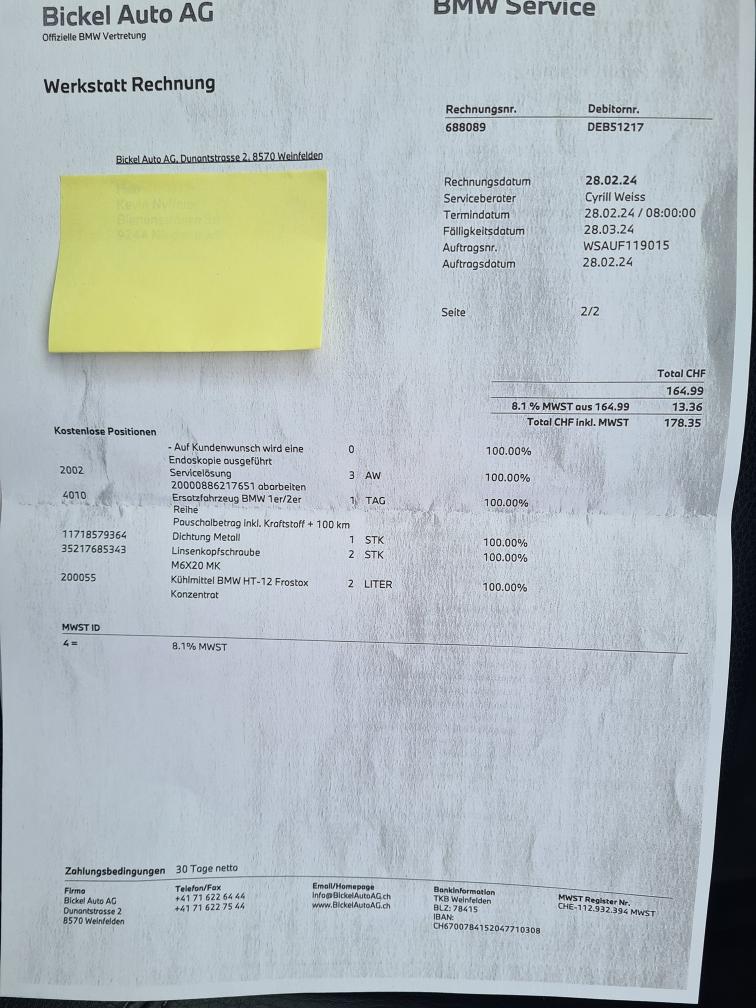 Bickel Auto AG
Offizielle BMW Vertretung
BMW Service
Werkstatt Rechnung
Rechnungsnr. Debitornr.
688089 DEB51217
Bickel Auto AG, Dunantstrasse 2, 8570 Weinfelden
Rechnungsdatum 28.02.24
Serviceberater Cyrill Weiss
Termindatum 28.02.24 / 08:00:00
Fälligkeitsdatum 28.03.24
Auftragsnr. WSAUF119015
Auftragsdatum 28.02.24
Seite 2/2
Total CHF
164.99
8.1 % MWST aus 164.99 13.36
Total CHF inkl. MWST 178.35
Kostenlose Positionen
- Auf Kundenwunsch wird eine 0 100.00%
Endoskopie ausgeführt
2002 Servicelösung 3 AW 100.00%
20000886217651 abarbeiten
4010 Ersatzfahrzeug BMW 1er/2er 1 TAG 100.00%
Reihe
Pauschalbetrag inkl. Kraftstoff + 100 km
11718579364 Dichtung Metall 1 STK 100.00%
35217685343 Linsenkopfschraube 2 STK 100.00%
M6X20 MK
200055 Kühlmittel BMW HT-12 Frostox 2 LITER 100.00%
Konzentrat
MWST ID
4 = 8.1% MWST
Zahlungsbedingungen 30 Tage netto
Firma
Bickel Auto AG
Dunantstrasse 2
8570 Weinfelden
Telefon/Fax
+41 71 622 64 44
+41 71 622 75 44
Email/Homepage
Info@BickelAutoAG.ch
www.BickelAutoAG.ch
Bankinformation
TKB Weinfelden
BLZ: 78415
IBAN:
CH6700784152047710308
MWST Register Nr.
CHE-112.932.394 MWST